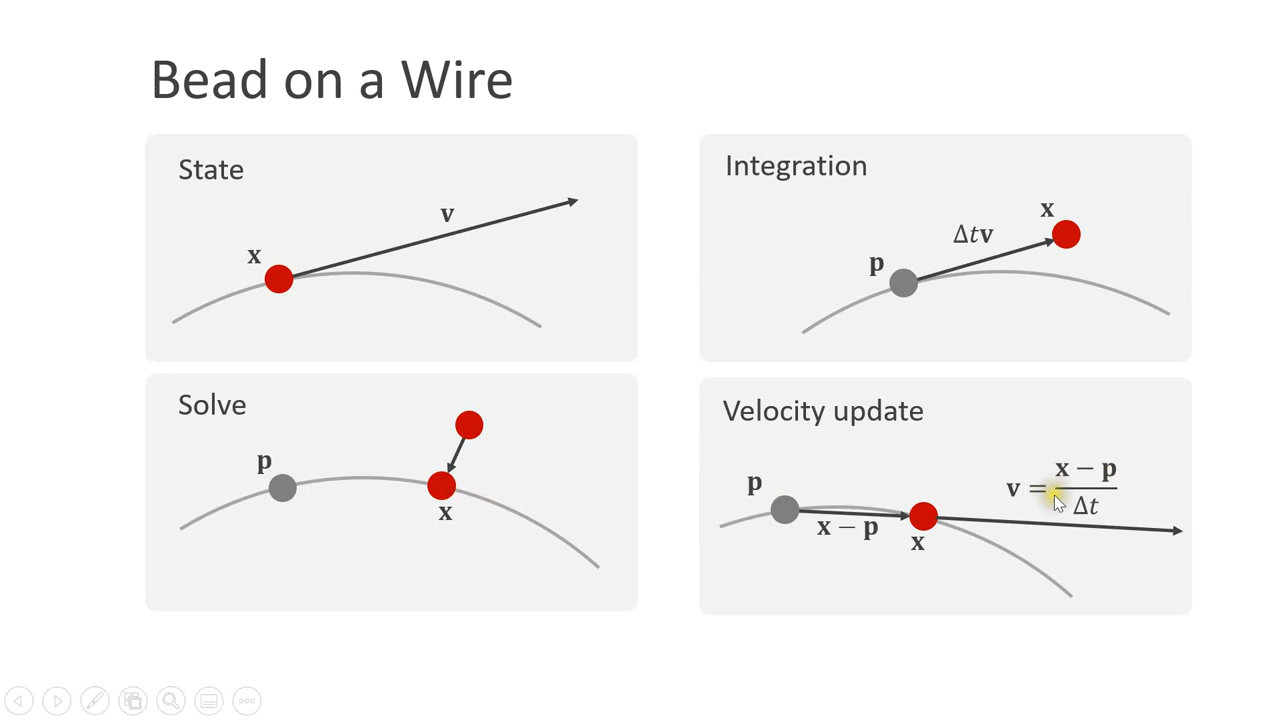 Bead on a Wire
State
v
x
Integration
x
Δtv
p
Solve
p
x
Velocity update
p
x − p
x
v = x − p
Δt